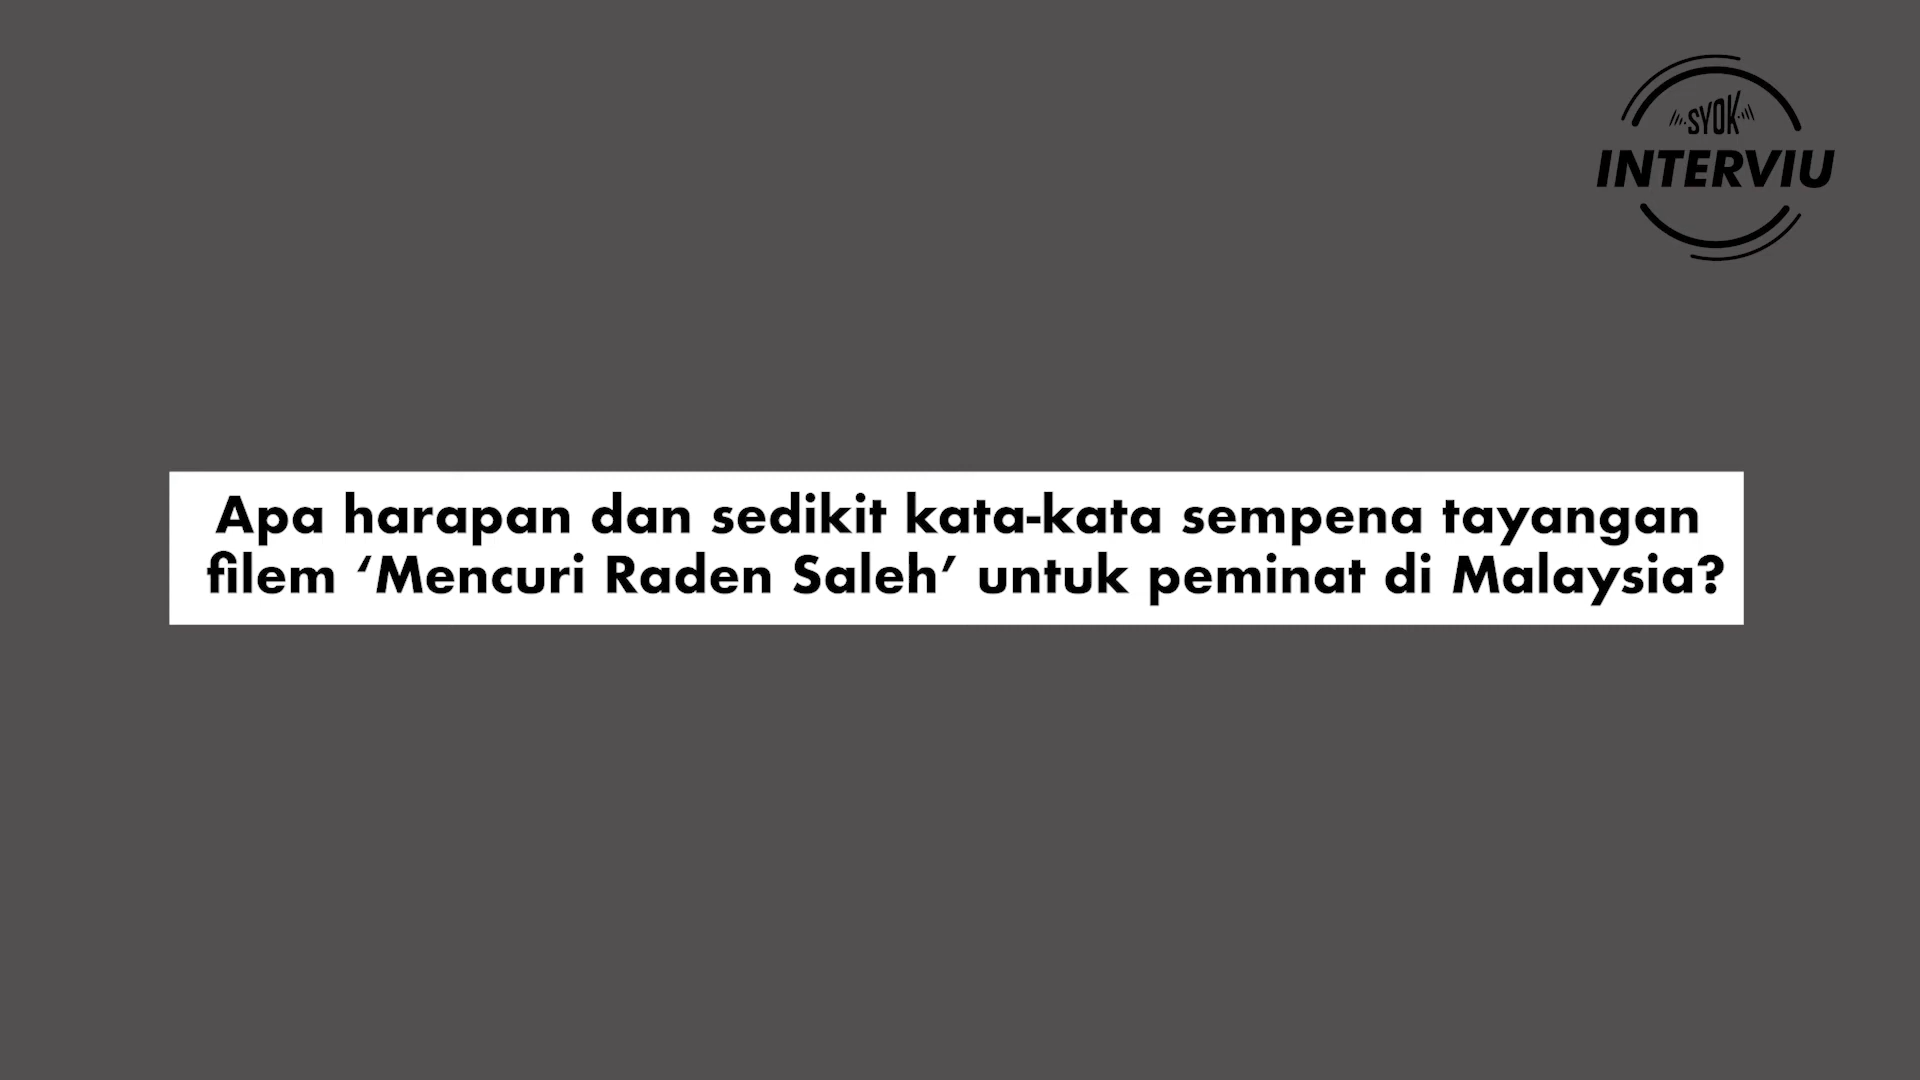 SYOK
INTERVIU
Apa harapan dan sedikit kata-kata sempena tayangan
filem ‘Mencuri Raden Saleh’ untuk peminat di Malaysia?